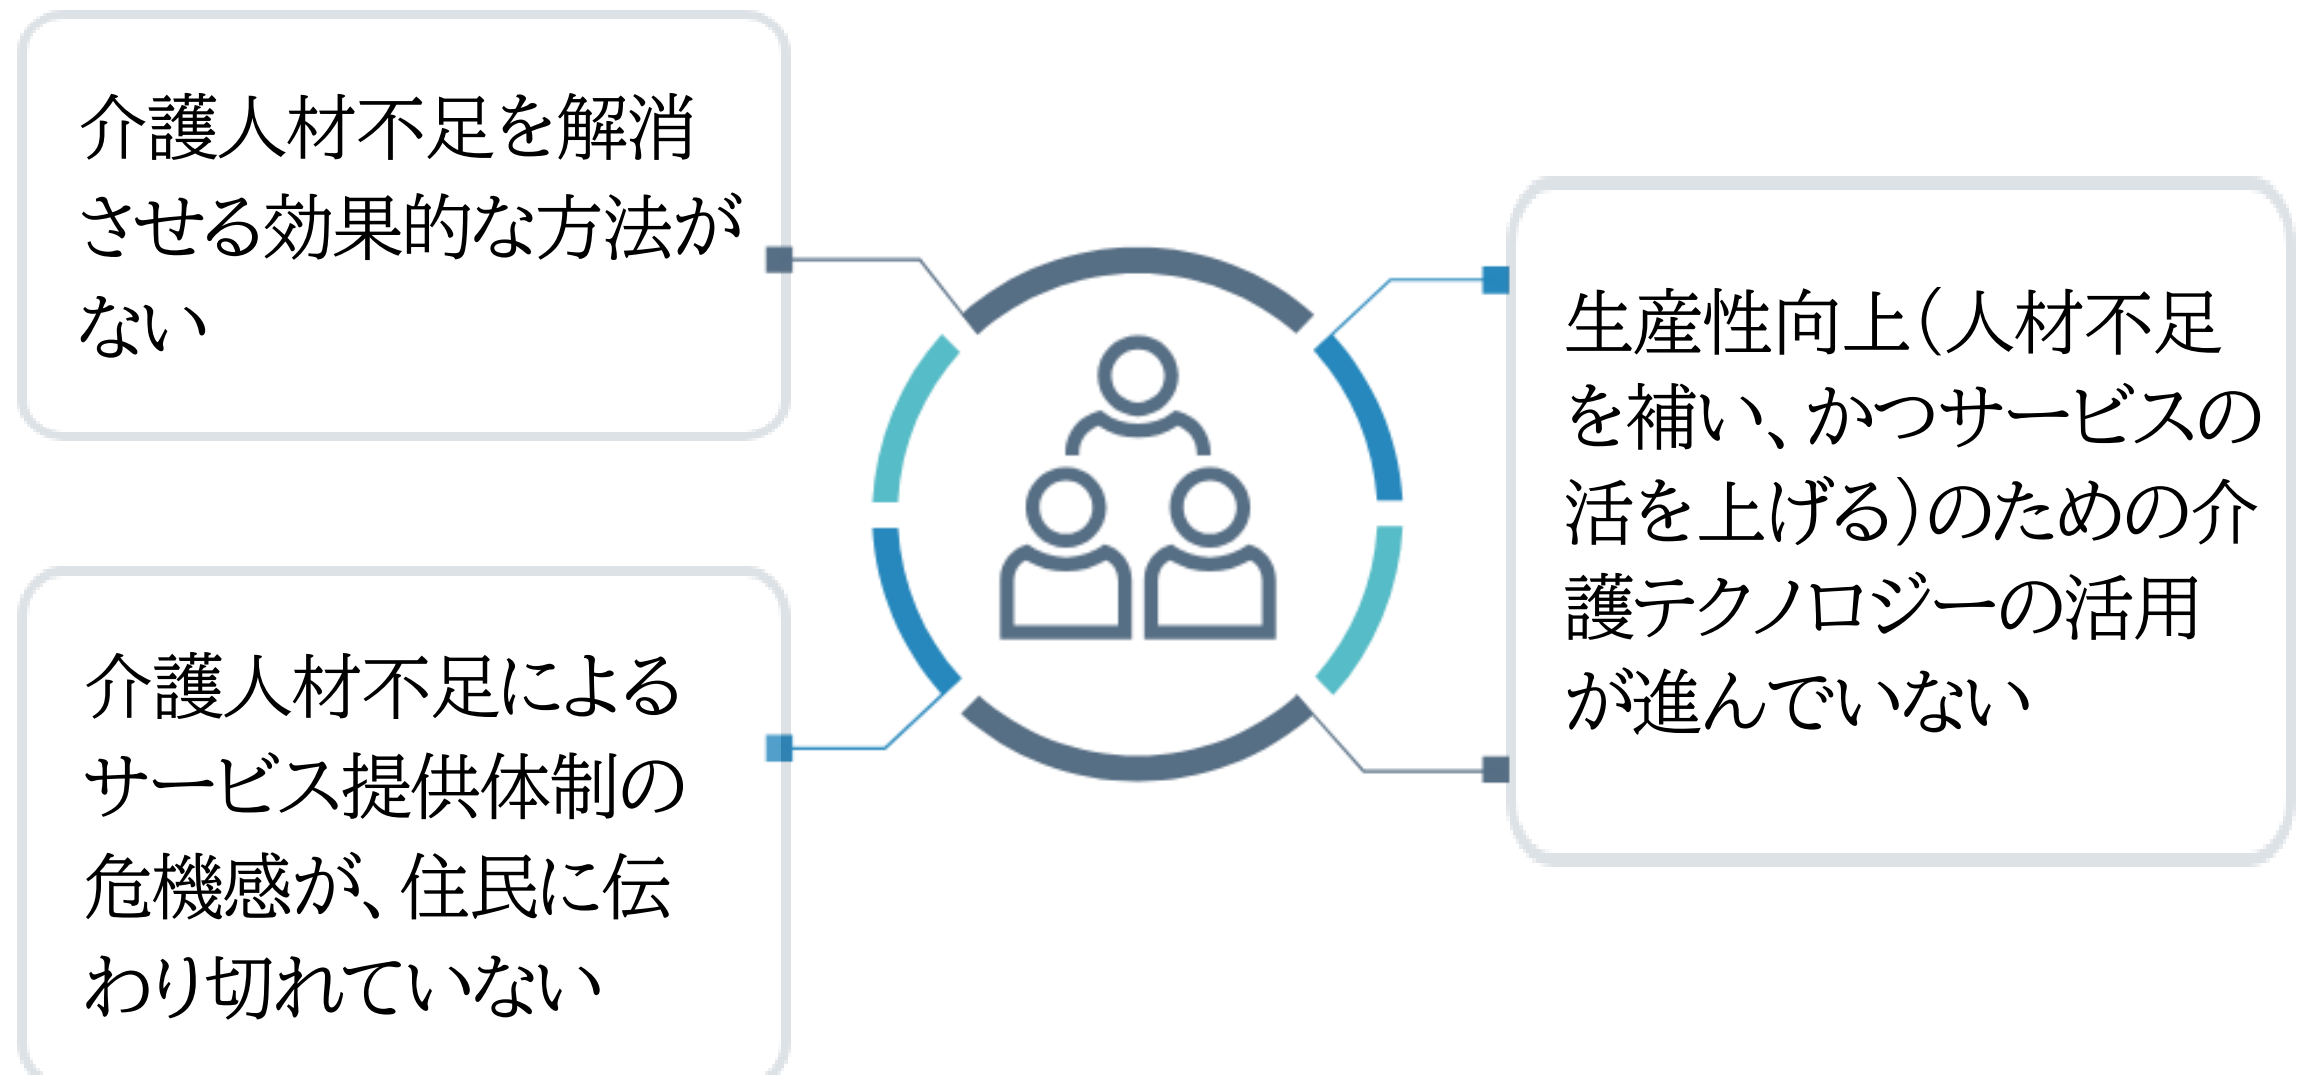 介護人材不足を解消
させる効果的な方法が
ない
介護人材不足による
サービス提供体制の
危機感が、住民に伝
わり切れていない
生産性向上(人材不足
を補い、かつサービスの
活を上げる)のための介
護テクノロジーの活用
が進んでいない